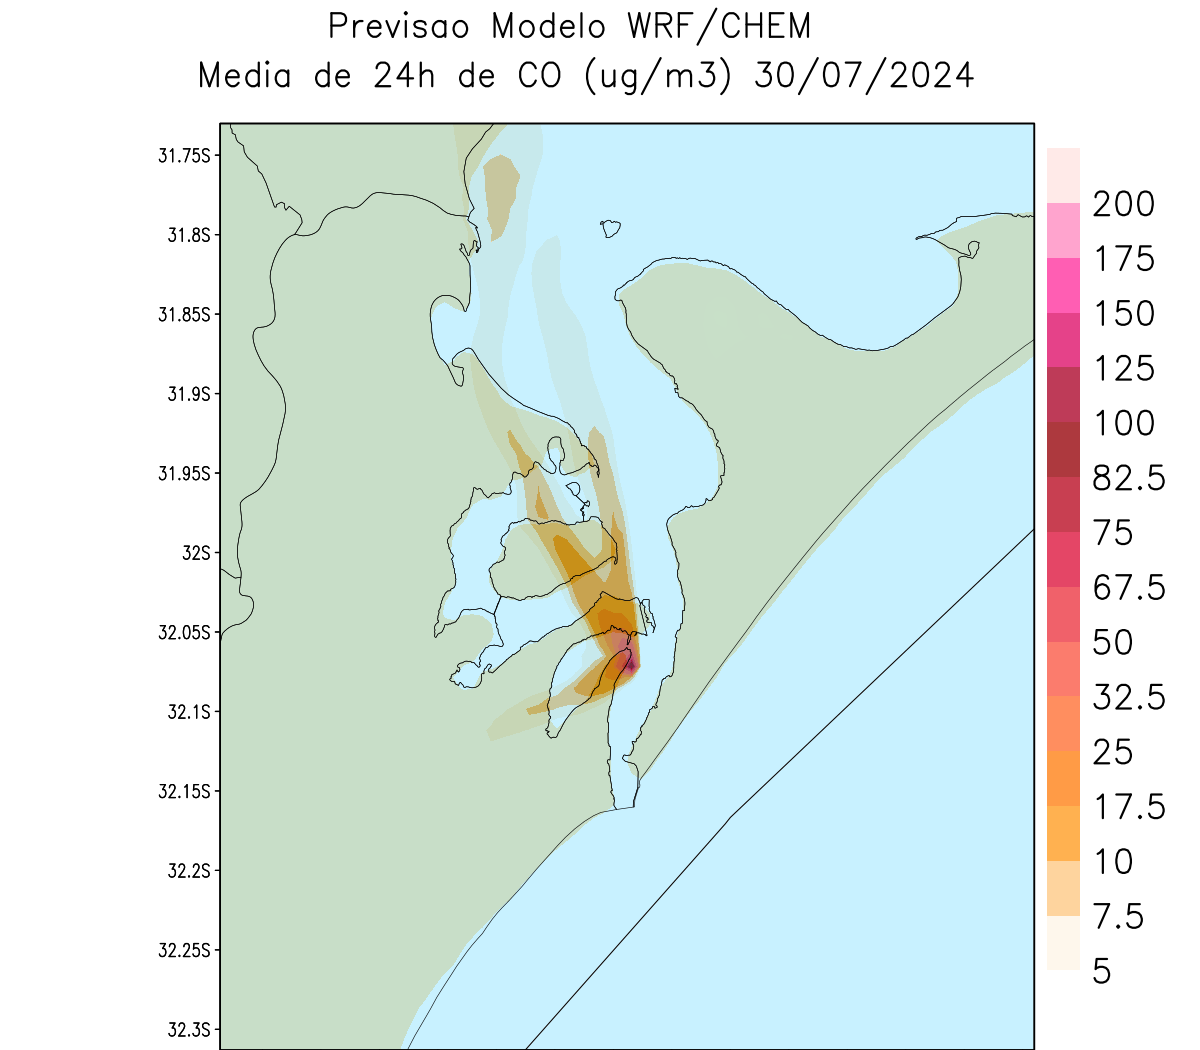 Previsao Modelo WRF/CHEM
Media de 24h de CO (ug/m3) 30/07/2024
31.75S
31.8S
31.85S
31.9S
31.95S
32S
32.05S
32.1S
32.15S
32.2S
32.25S
32.3S
200
175
150
125
100
82.5
75
67.5
50
32.5
25
17.5
10
7.5
5